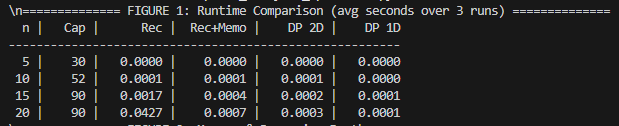 \n============== FIGURE 1: Runtime Comparison (avg seconds over 3 runs) ==============
n | Cap | Rec | Rec+Memo | DP 2D | DP 1D
------------------------------------------------------------
5 | 30 | 0.0000 | 0.0000 | 0.0000 | 0.0000
10 | 52 | 0.0001 | 0.0001 | 0.0001 | 0.0000
15 | 90 | 0.0017 | 0.0004 | 0.0002 | 0.0001
20 | 90 | 0.0427 | 0.0007 | 0.0003 | 0.0001